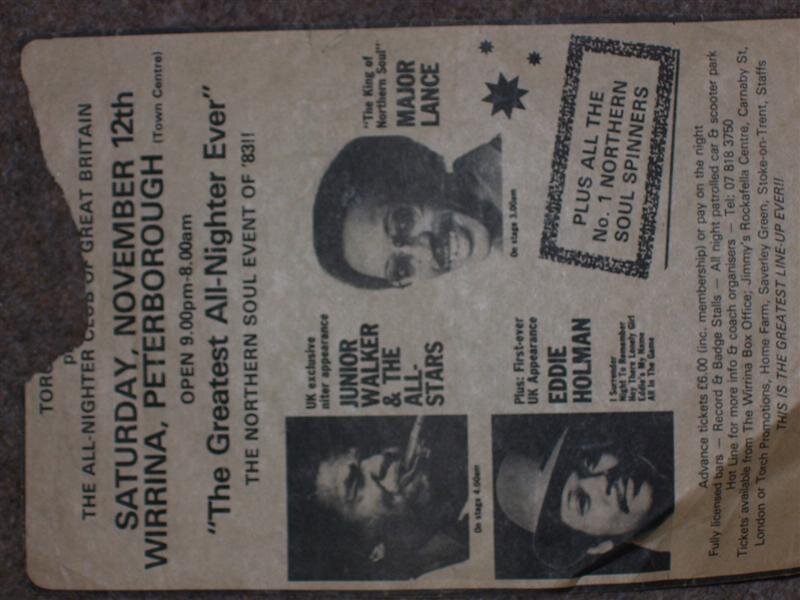 TORC
P
THE ALL-NIGHTER CLUB OF GREAT BRITAIN
SATURDAY, NOVEMBER 12th
WIRRINA, PETERBOROUGH (Town Centre)
OPEN 9.00pm-8.00am
"The Greatest All-Nighter Ever"
THE NORTHERN SOUL EVENT OF '83!!
UK exclusive
niter appearance
JUNIOR
WALKER
& THE
ALL-
STARS
On stage 4.00am
"The King of
Northern Soul"
MAJOR
LANCE
On stage 3.00am
Plus: First-ever
UK Appearance
EDDIE
HOLMAN
I Surrender
Night To Remember
Hey There Lonely Girl
Eddie's My Name
All In The Game
PLUS ALL THE
No. 1 NORTHERN
SOUL SPINNERS
Advance tickets £6.00 (inc. membership) or pay on the night
Fully licensed bars — Record & Badge Stalls — All night patrolled car & scooter park
Hot Line for more info & coach organisers — Tel: 07 818 3750
Tickets available from The Wirrina Box Office; Jimmy's Rockafella Centre, Carnaby St,
London or Torch Promotions, Home Farm, Saverley Green, Stoke-on-Trent, Staffs
THIS IS THE GREATEST LINE-UP EVER!!